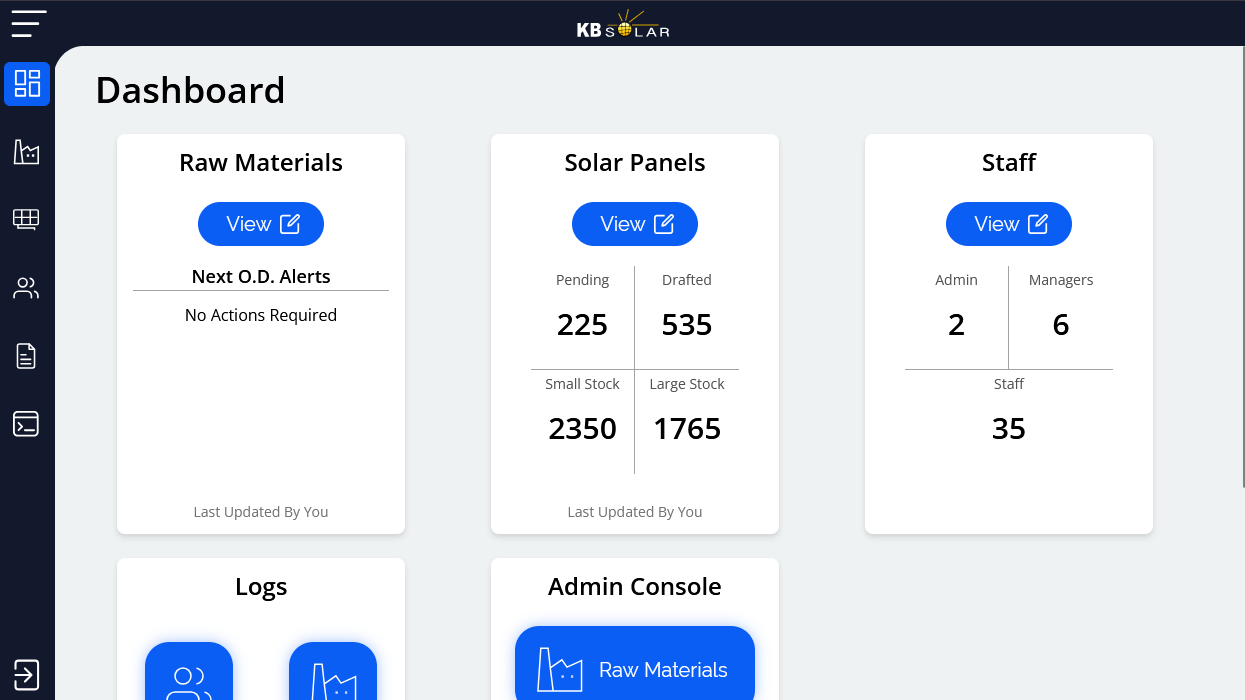 KB SOLAR
Dashboard
Raw Materials
View
Next O.D. Alerts
No Actions Required
Last Updated By You
Solar Panels
View
Pending
Drafted
225
535
Small Stock
Large Stock
2350
1765
Last Updated By You
Staff
View
Admin
Managers
2
6
Staff
35
Logs
Admin Console
Raw Materials